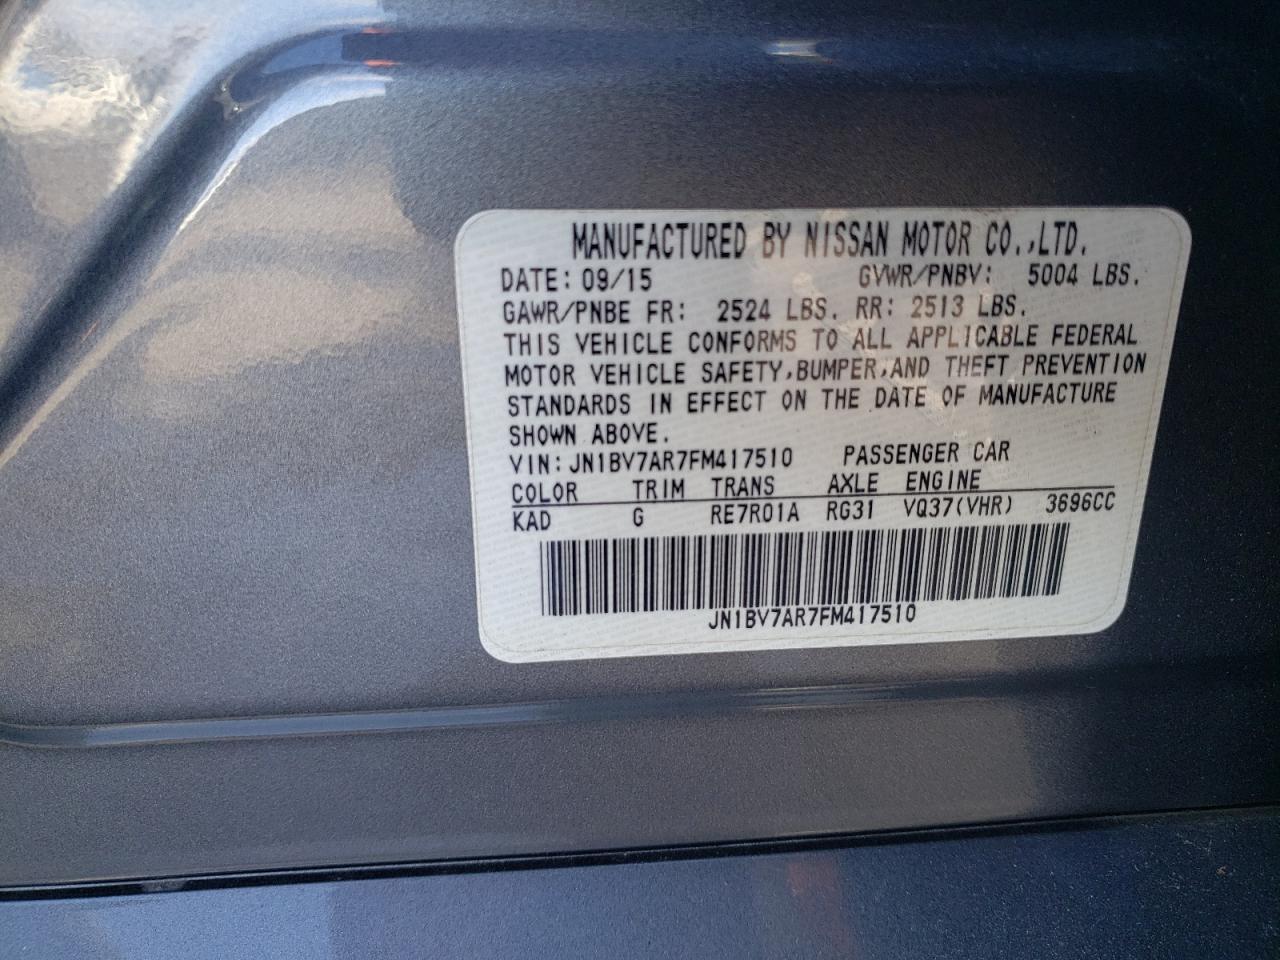 MANUFACTURED BY NISSAN MOTOR CO.,LTD.
DATE: 09/15 GVWR/PNBV: 5004 LBS.
GAWR/PNBE FR: 2524 LBS. RR: 2513 LBS.
THIS VEHICLE CONFORMS TO ALL APPLICABLE FEDERAL
MOTOR VEHICLE SAFETY,BUMPER,AND THEFT PREVENTION
STANDARDS IN EFFECT ON THE DATE OF MANUFACTURE
SHOWN ABOVE.
VIN: JN1BV7AR7FM417510 PASSENGER CAR
COLOR TRIM TRANS AXLE ENGINE
KAD G RE7R01A RG31 VQ37(VHR) 3696CC
JN1BV7AR7FM417510